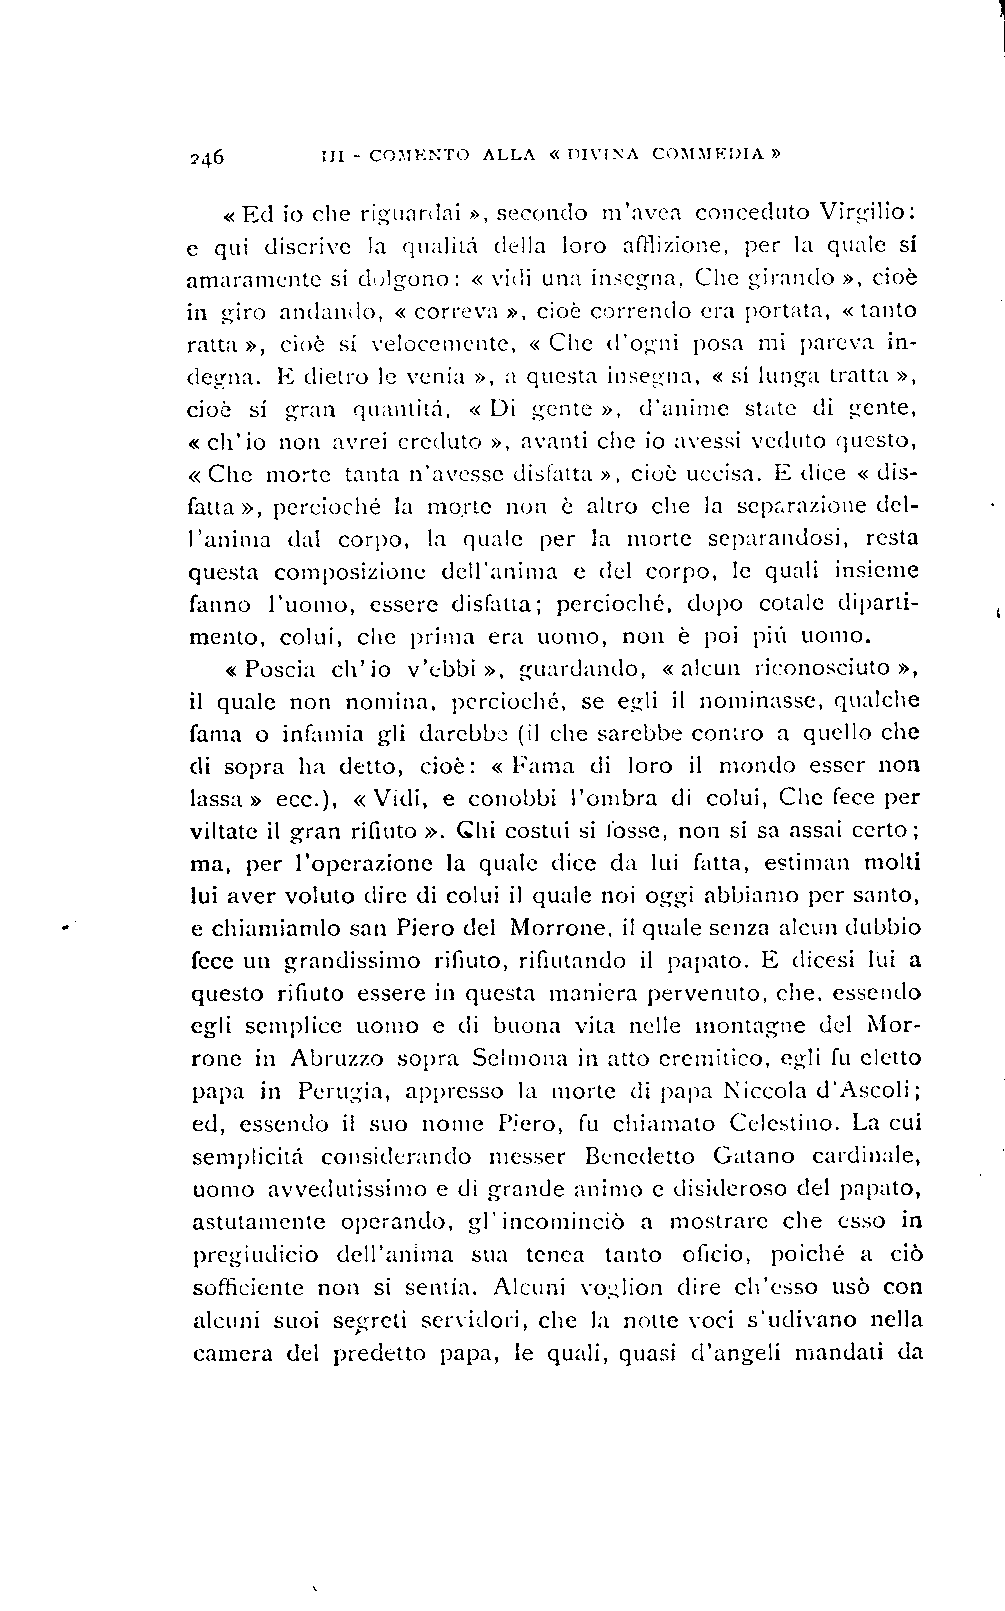 246 III - COMENTO ALLA « DIVINA COMMEDIA »
« Ed io che riguardai », secondo m'avea conceduto Virgilio:
e qui discrive la qualitá della loro afflizione, per la quale sí
amaramente si dolgono: « vidi una insegna, Che girando », cioè
in giro andando, « correva », cioè correndo era portata, « tanto
ratta », cioè sí velocemente, « Che d'ogni posa mi pareva in-
degna. E dietro le venía », a questa insegna, « sí lunga tratta »,
cioè sí gran quantitá, « Di gente », d'anime state di gente,
« ch'io non avrei creduto », avanti che io avessi veduto questo,
« Che morte tanta n'avesse disfatta », cioè uccisa. E dice « dis-
fatta », percioché la morte non è altro che la separazione del-
l'anima dal corpo, la quale per la morte separandosi, resta
questa composizione dell'anima e del corpo, le quali insieme
fanno l'uomo, essere disfatta; percioché, dopo cotale diparti-
mento, colui, che prima era uomo, non è poi piú uomo.
« Poscia ch'io v'ebbi », guardando, « alcun riconosciuto »,
il quale non nomina, percioché, se egli il nominasse, qualche
fama o infamia gli darebbe (il che sarebbe contro a quello che
di sopra ha detto, cioè: « Fama di loro il mondo esser non
lassa » ecc.), « Vidi, e conobbi l'ombra di colui, Che fece per
viltate il gran rifiuto ». Chi costui si fosse, non si sa assai certo;
ma, per l'operazione la quale dice da lui fatta, estiman molti
lui aver voluto dire di colui il quale noi oggi abbiamo per santo,
e chiamiamlo san Piero del Morrone, il quale senza alcun dubbio
fece un grandissimo rifiuto, rifiutando il papato. E dicesi lui a
questo rifiuto essere in questa maniera pervenuto, che, essendo
egli semplice uomo e di buona vita nelle montagne del Mor-
rone in Abruzzo sopra Selmona in atto eremitico, egli fu eletto
papa in Perugia, appresso la morte di papa Niccola d'Ascoli;
ed, essendo il suo nome Piero, fu chiamato Celestino. La cui
semplicitá considerando messer Benedetto Gatano cardinale,
uomo avvedutissimo e di grande animo e disideroso del papato,
astutamente operando, gl'incominciò a mostrare che esso in
pregiudicio dell'anima sua tenea tanto oficio, poiché a ciò
sofficiente non si sentía. Alcuni voglion dire ch'esso usò con
alcuni suoi segreti servidori, che la notte voci s'udivano nella
camera del predetto papa, le quali, quasi d'angeli mandati da